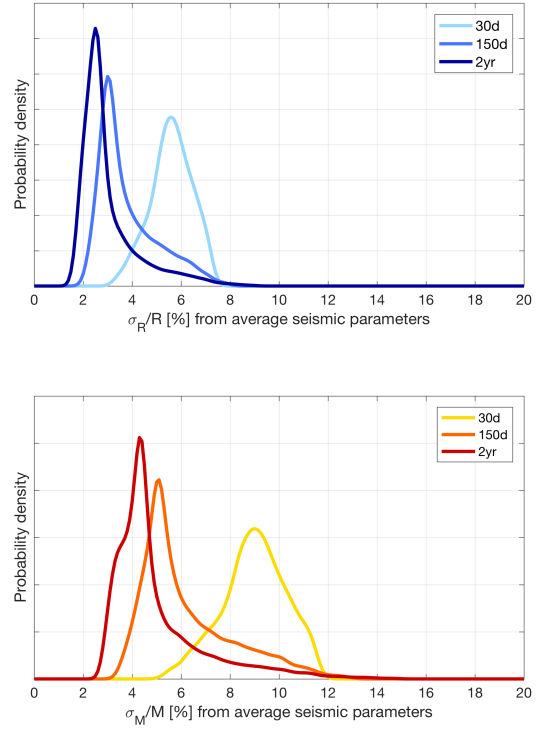 30d
150d
2yr
Probability density
0 2 4 6 8 10 12 14 16 18 20
σ_R/R [%] from average seismic parameters
30d
150d
2yr
Probability density
0 2 4 6 8 10 12 14 16 18 20
σ_M/M [%] from average seismic parameters